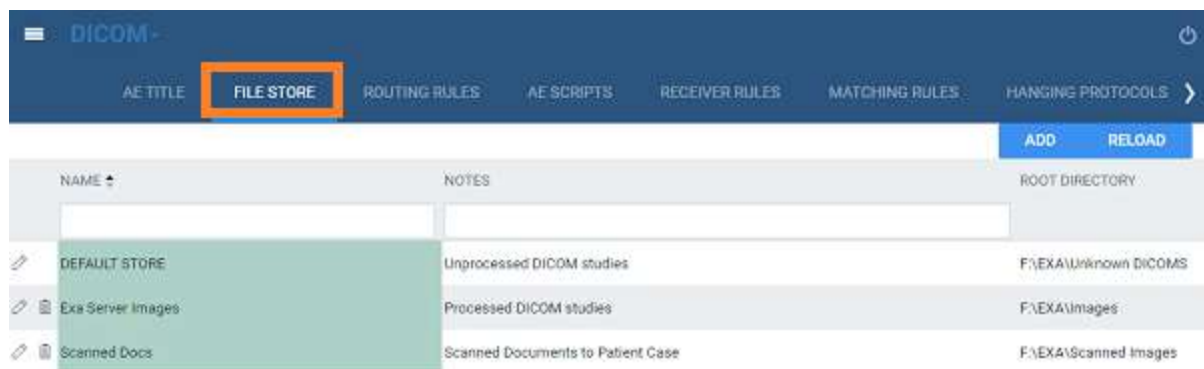 DICOM
AE TITLE FILE STORE ROUTING RULES AE SCRIPTS RECEIVER RULES MATCHING RULES HANGING PROTOCOLS
ADD RELOAD
NAME NOTES ROOT DIRECTORY
DEFAULT STORE Unprocessed DICOM studies F:\EXA\Unknown DICOMS
Exa Server Images Processed DICOM studies F:\EXA\Images
Scanned Docs Scanned Documents to Patient Case F:\EXA\Scanned Images